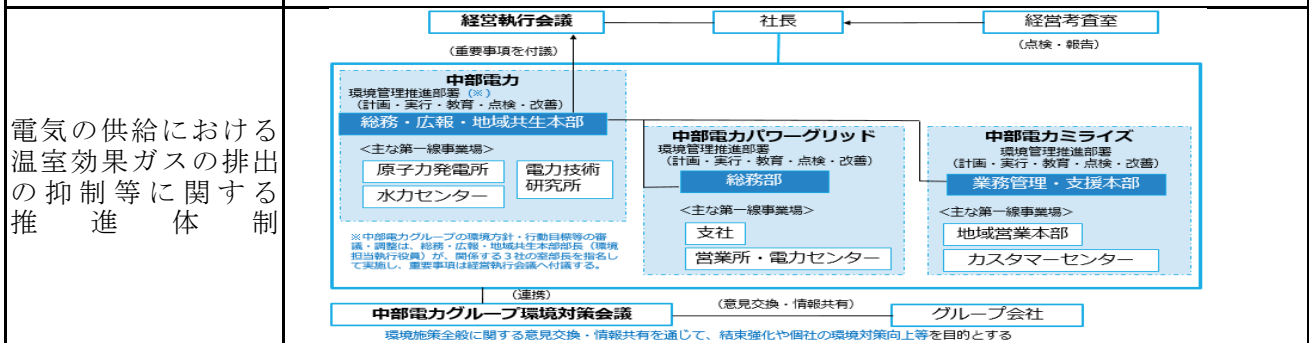 電気の供給における
温室効果ガスの排出
の抑制等に関する
推進体制
経営執行会議
社長
経営考査室
(重要事項を付議)
(点検・報告)
中部電力
環境管理推進部署(※)
(計画・実行・教育・点検・改善)
総務・広報・地域共生本部
<主な第一線事業場>
原子力発電所
水力センター
電力技術
研究所
※中部電力グループの環境方針・行動目標等の審
議・調整は、総務・広報・地域共生本部部長(環境
担当執行役員)が、関係する3社の室部長を指名し
て実施し、重要事項は経営執行会議へ付議する。
中部電力パワーグリッド
環境管理推進部署
(計画・実行・教育・点検・改善)
総務部
<主な第一線事業場>
支社
営業所・電力センター
中部電力ミライズ
環境管理推進部署
(計画・実行・教育・点検・改善)
業務管理・支援本部
<主な第一線事業場>
地域営業本部
カスタマーセンター
(連携)
中部電力グループ環境対策会議
(意見交換・情報共有)
グループ会社
環境施策全般に関する意見交換・情報共有を通じて、結束強化や個社の環境対策向上等を目的とする